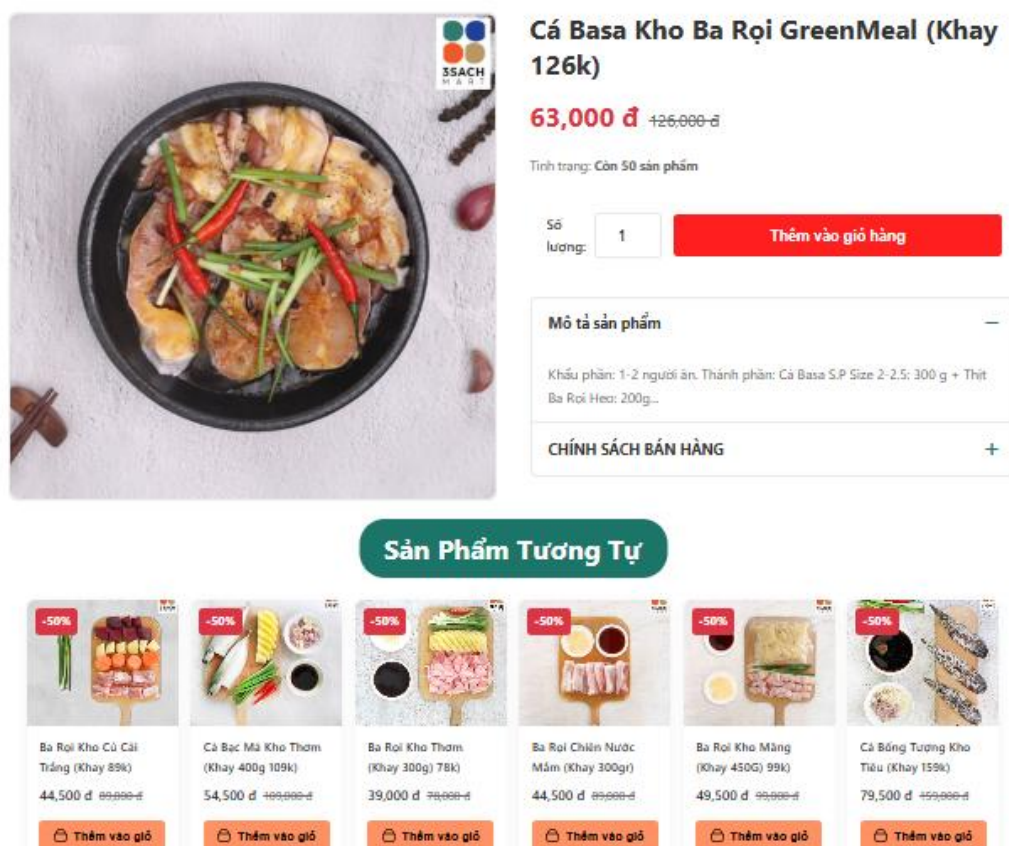 3SACH
MART
Cá Basa Kho Ba Rọi GreenMeal (Khay
126k)
63,000 đ 126,000 đ
Tình trạng: Còn 50 sản phẩm
Số
lượng:
1
Thêm vào giỏ hàng
Mô tả sản phẩm
Khẩu phần: 1-2 người ăn. Thành phần: Cá Basa S.P Size 2-2.5: 300 g + Thịt
Ba Rọi Heo: 200g...
CHÍNH SÁCH BÁN HÀNG
Sản Phẩm Tương Tự
-50% -50% -50% -50% -50% -50%
Ba Rọi Kho Củ Cải
Trắng (Khay 89k)
44,500 đ 89,000 đ
Thêm vào giỏ
Cá Bạc Má Kho Thơm
(Khay 400g 109k)
54,500 đ 109,000 đ
Thêm vào giỏ
Ba Rọi Kho Thơm
(Khay 300g) 78k)
39,000 đ 78,000 đ
Thêm vào giỏ
Ba Rọi Chiên Nước
Mắm (Khay 300gr)
44,500 đ 89,000 đ
Thêm vào giỏ
Ba Rọi Kho Măng
(Khay 450G) 99k)
49,500 đ 99,000 đ
Thêm vào giỏ
Cá Bống Tượng Kho
Tiêu (Khay 159k)
79,500 đ 159,000 đ
Thêm vào giỏ